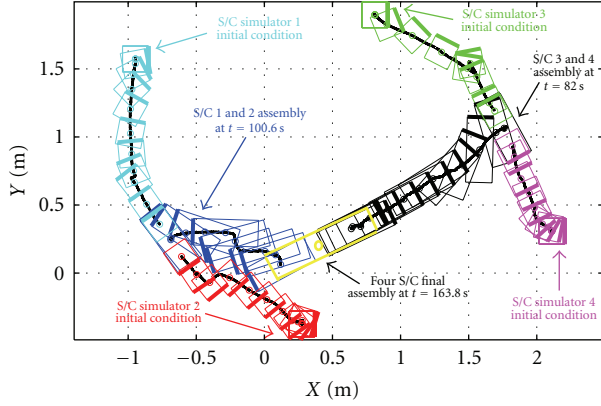 S/C simulator 1
initial condition
S/C simulator 3
initial condition
S/C 3 and 4
assembly at
t = 82 s
S/C 1 and 2 assembly
at t = 100.6 s
Y (m)
1.5
1
0.5
0
Four S/C final
assembly at t = 163.8 s
S/C simulator 2
initial condition
S/C simulator 4
initial condition
−1
−0.5
0
0.5
1
1.5
2
X (m)